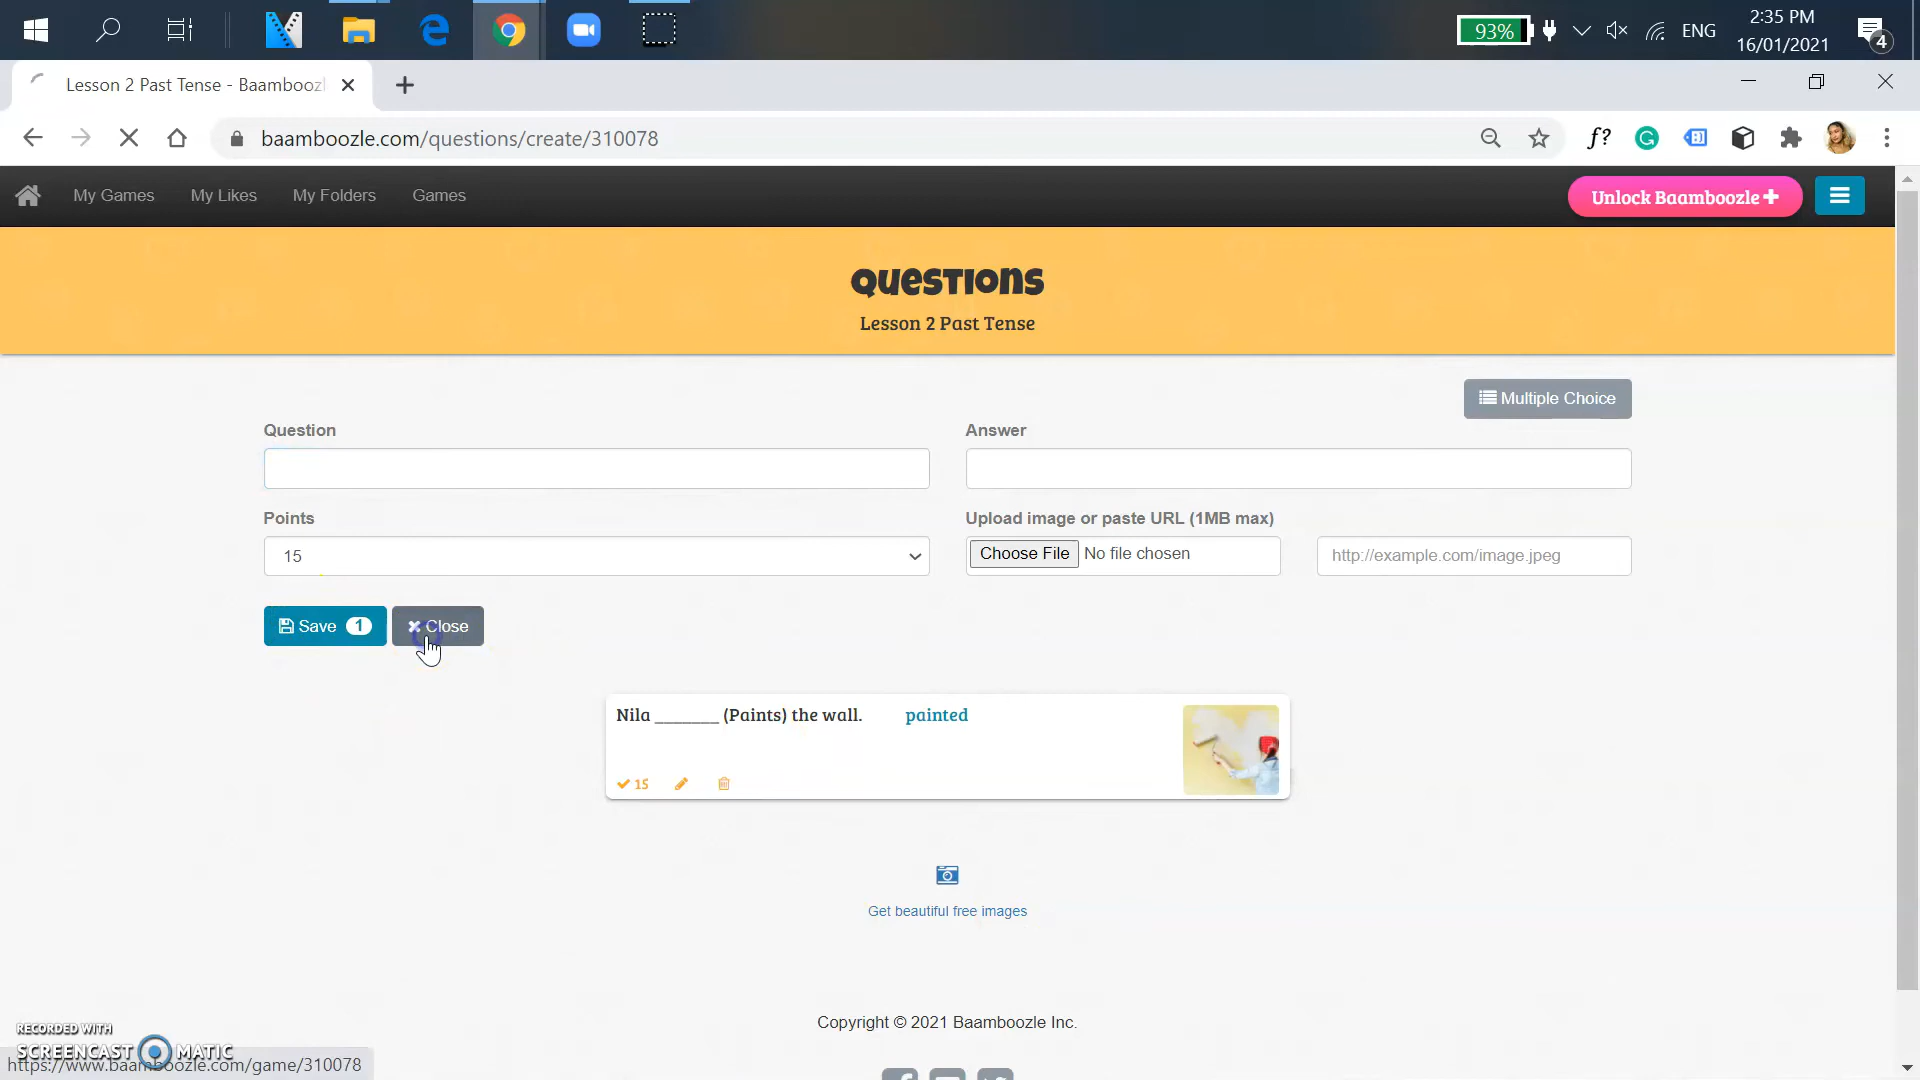 93%
ENG
2:35 PM
16/01/2021
4
Lesson 2 Past Tense - Baambooz
baamboozle.com/questions/create/310078
My Games
My Likes
My Folders
Games
Unlock Baamboozle
Questions
Lesson 2 Past Tense
Multiple Choice
Question
Answer
Points
Upload image or paste URL (1MB max)
15
Choose File No file chosen
http://example.com/image.jpeg
Save 1
Close
Nila _______ (Paints) the wall. painted
15
Get beautiful free images
Copyright © 2021 Baamboozle Inc.
RECORDED WITH
SCREENCAST MATIC
https://www.baamboozle.com/game/310078